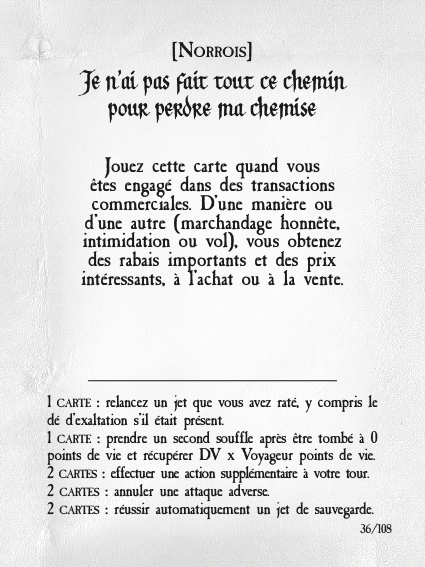 [Norrois]
Je n'ai pas fait tout ce chemin
pour perdre ma chemise
Jouez cette carte quand vous
êtes engagé dans des transactions
commerciales. D'une manière ou
d'une autre (marchandage honnête,
intimidation ou vol), vous obtenez
des rabais importants et des prix
intéressants, à l'achat ou à la vente.
1 CARTE : relancez un jet que vous avez raté, y compris le
dé d'exaltation s'il était présent.
1 CARTE : prendre un second souffle après être tombé à 0
points de vie et récupérer DV x Voyageur points de vie.
2 CARTES : effectuer une action supplémentaire à votre tour.
2 CARTES : annuler une attaque adverse.
2 CARTES : réussir automatiquement un jet de sauvegarde.
36/108